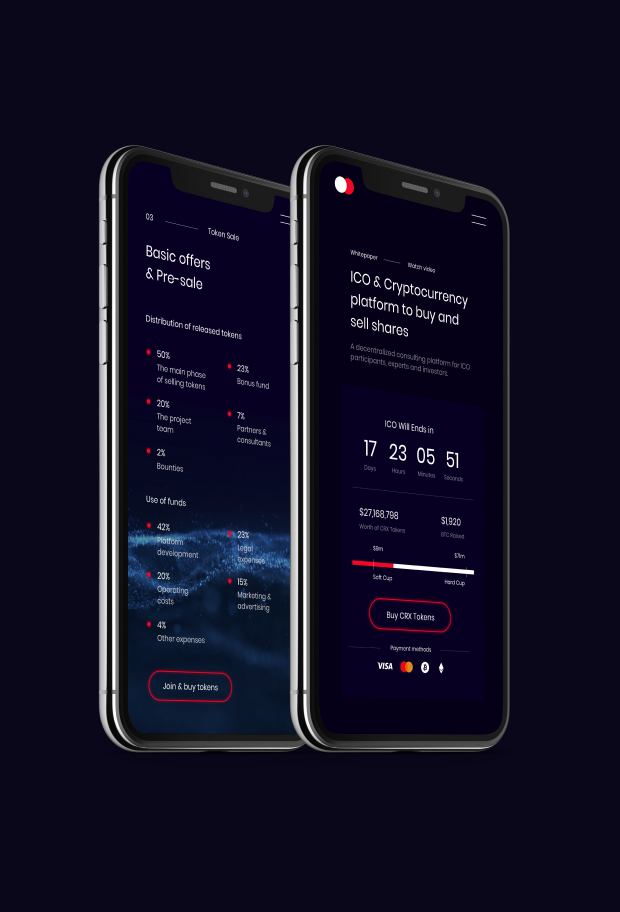 03
Token Sale
Basic offers
& Pre-sale
Distribution of released tokens
50%
The main phase
of selling tokens
23%
Bonus fund
20%
The project
team
7%
Partners &
consultants
2%
Bounties
Use of funds
42%
Platform
development
23%
Legal
expenses
20%
Operating
costs
15%
Marketing &
advertising
4%
Other expenses
Join & buy tokens
Whitepaper
Watch video
ICO & Cryptocurrency
platform to buy and
sell shares
A decentralized consulting platform for ICO
participants, experts and investors.
ICO Will Ends in
17 23 05 51
Days Hours Minutes Seconds
$27,168,798
Worth of CRX Tokens
$1,920
BTC Raised
$9m
$71m
Soft Cup
Hard Cup
Buy CRX Tokens
Payment methods
VISA